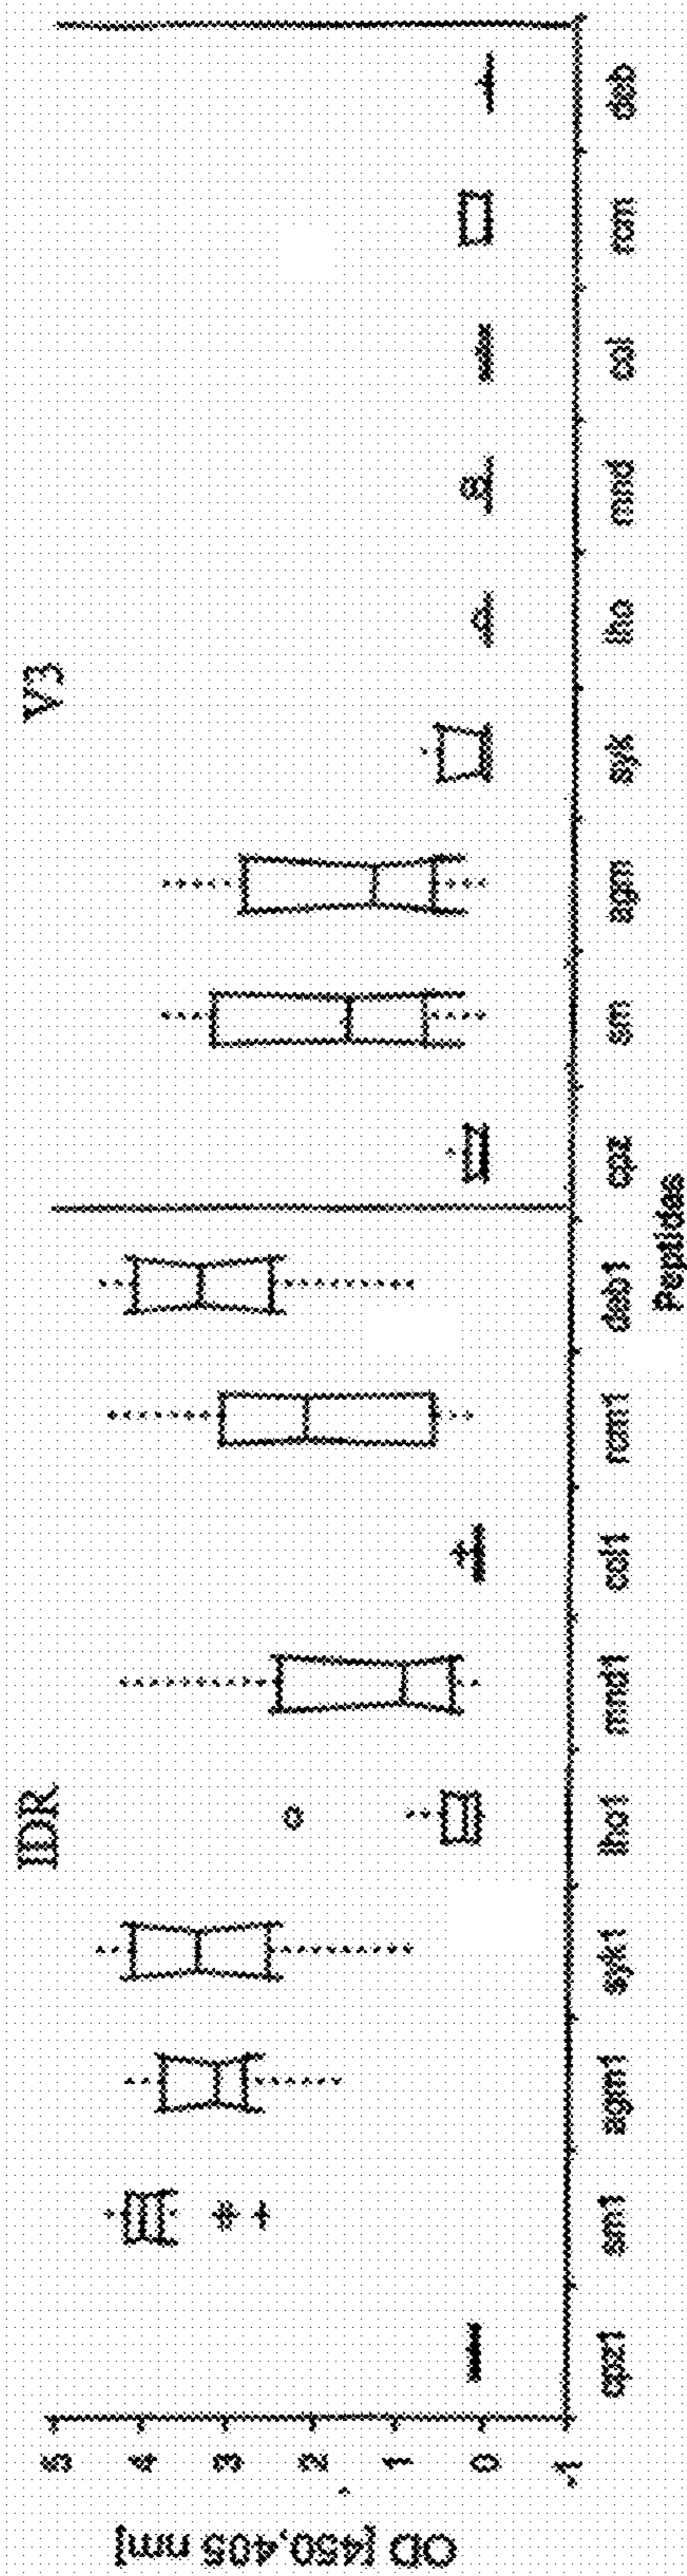 IDR
V3
OD [450,405 nm]
5
4
3
2
1
0
-1
cpz1 sm1 agm1 syk1 lho1 mnd1 col1 rcm1 deb1 cpz sm agm syk lho mnd col rcm deb
Peptides